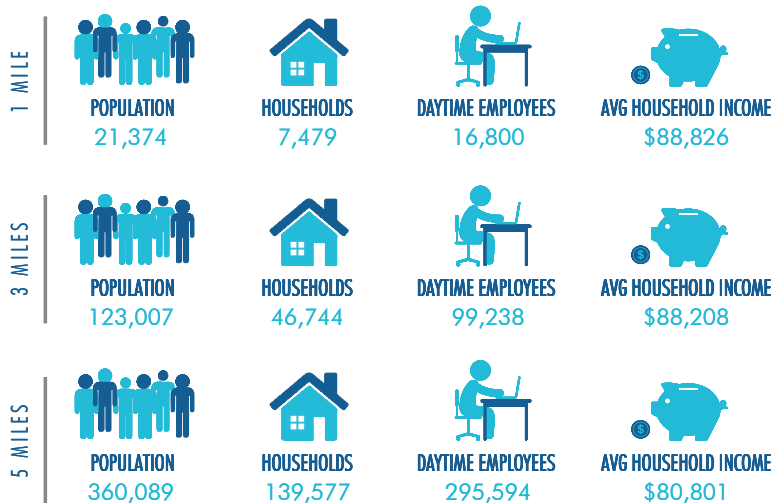 1 MILE
POPULATION
21,374
HOUSEHOLDS
7,479
DAYTIME EMPLOYEES
16,800
$
AVG HOUSEHOLD INCOME
$88,826
3 MILES
POPULATION
123,007
HOUSEHOLDS
46,744
DAYTIME EMPLOYEES
99,238
$
AVG HOUSEHOLD INCOME
$88,208
5 MILES
POPULATION
360,089
HOUSEHOLDS
139,577
DAYTIME EMPLOYEES
295,594
$
AVG HOUSEHOLD INCOME
$80,801